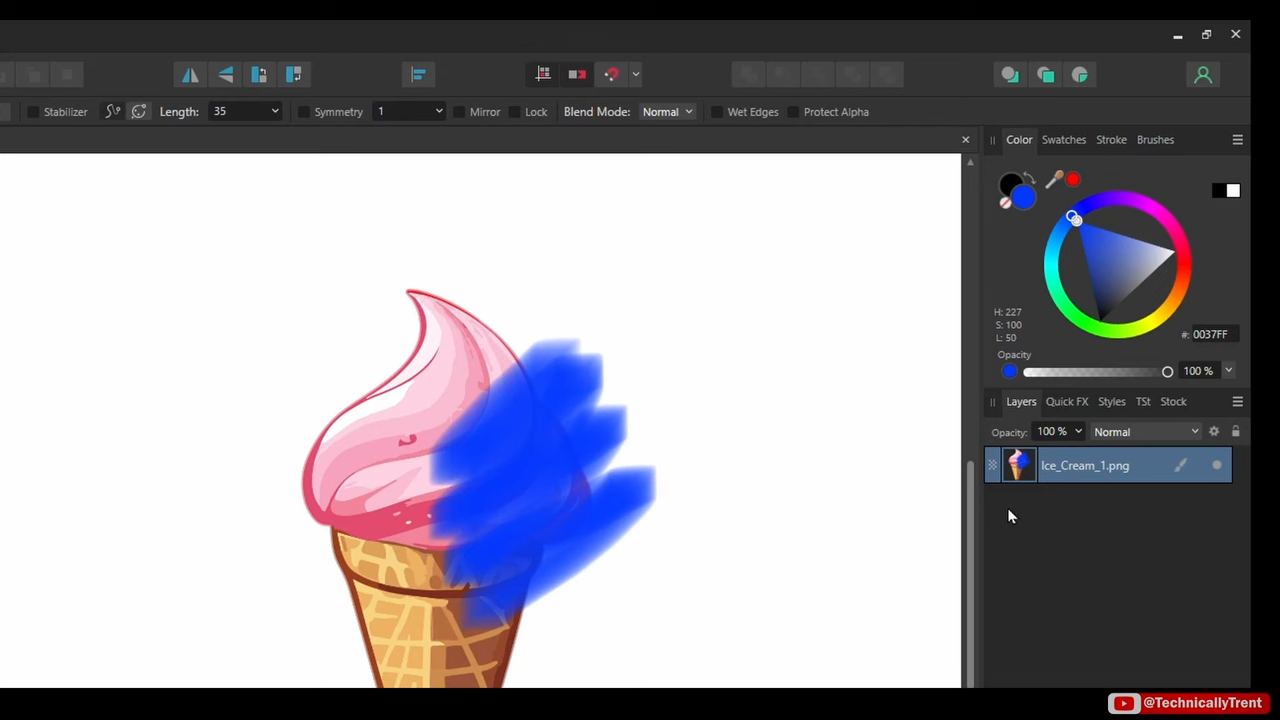 Stabilizer Length: 35 Symmetry 1 Mirror Lock Blend Mode: Normal Wet Edges Protect Alpha
Color Swatches Stroke Brushes
H: 227
S: 100
L: 50
#: 0037FF
Opacity
100 %
Layers Quick FX Styles TSt Stock
Opacity: 100 % Normal
Ice_Cream_1.png
@TechnicallyTrent